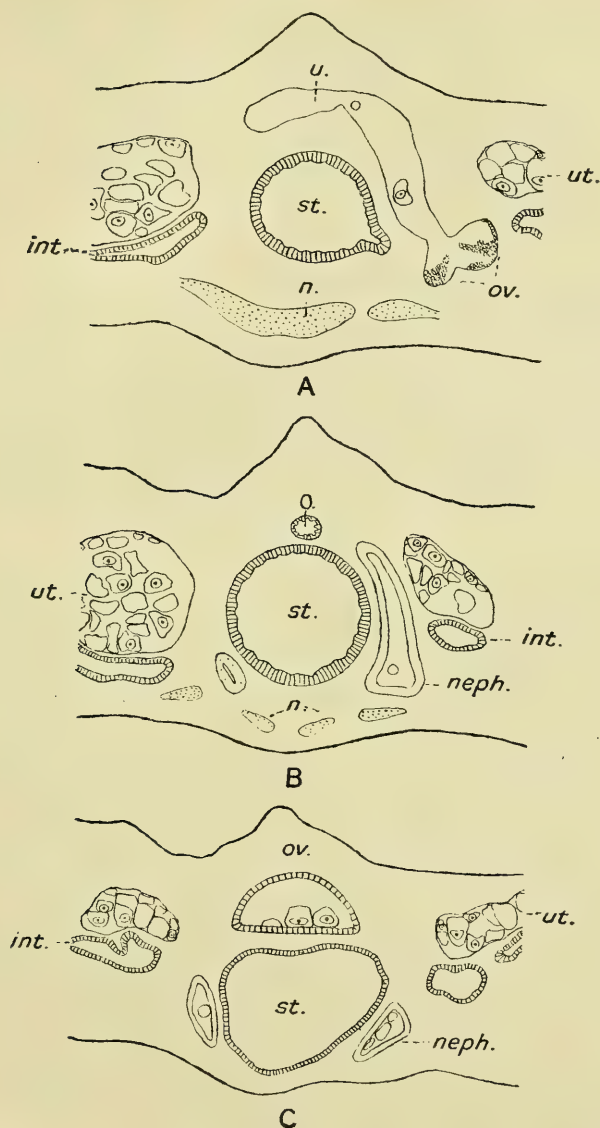 u.
ut.
st.
int.
n.
ov.
A
o.
ut.
st.
int.
neph.
n.
B
ov.
ut.
int.
st.
neph.
C